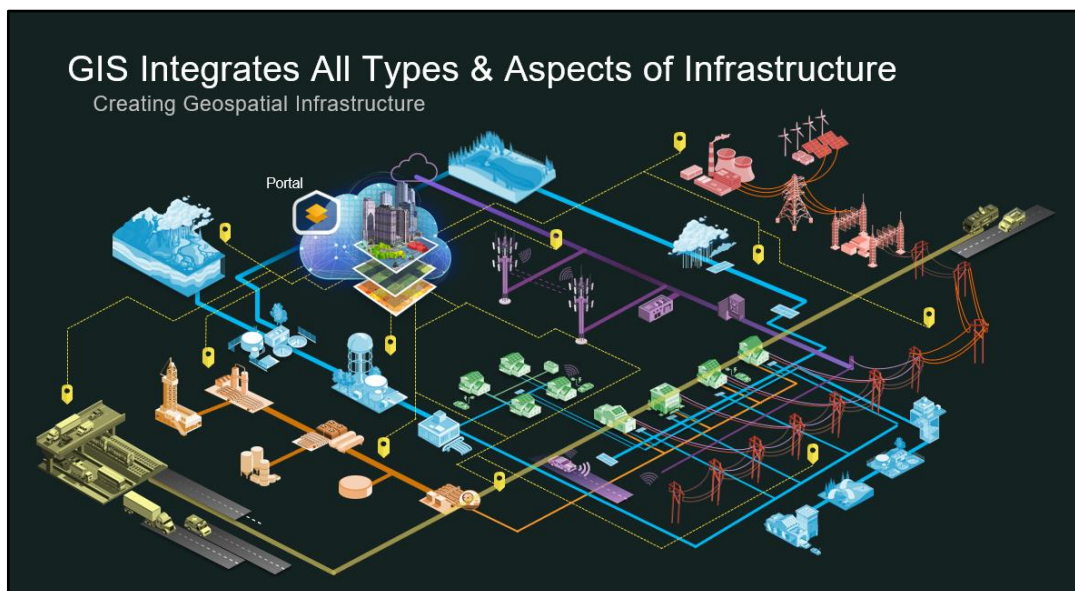 GIS Integrates All Types & Aspects of Infrastructure
Creating Geospatial Infrastructure
Portal